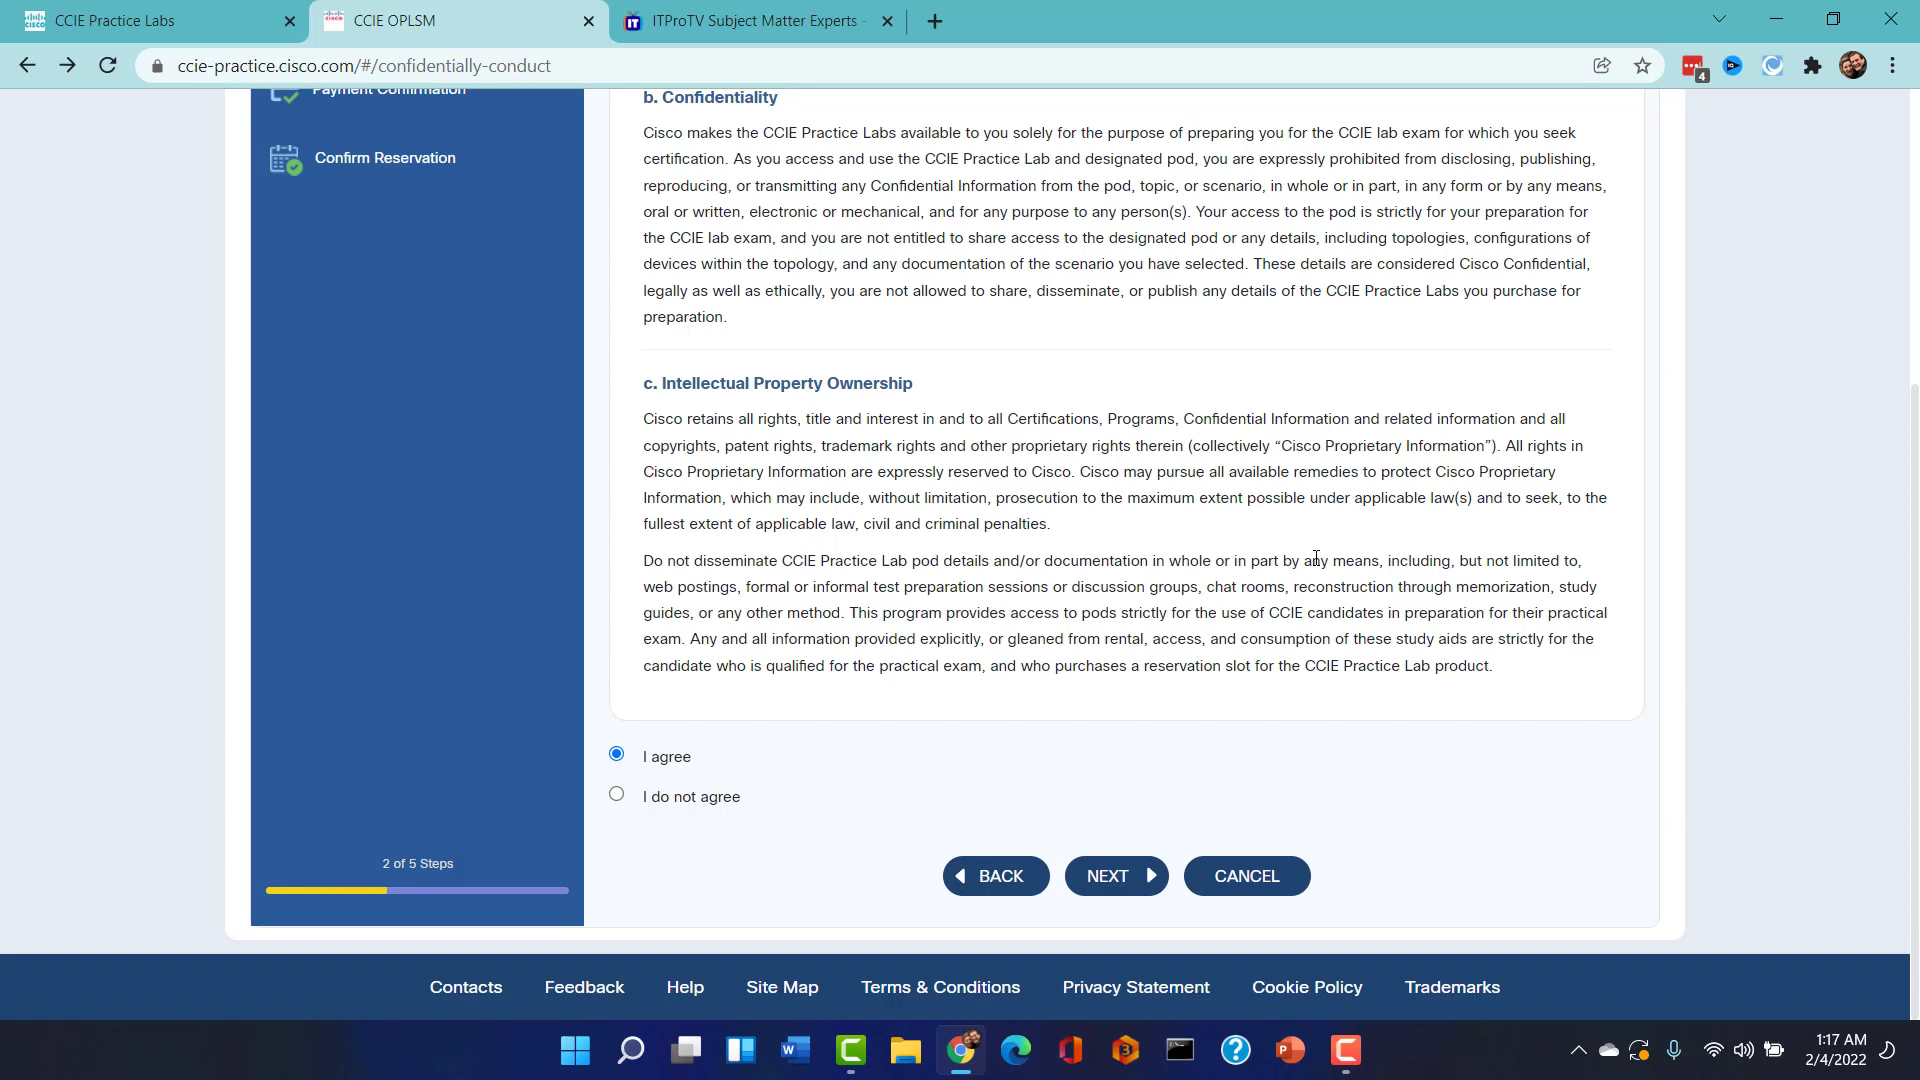 CCIE Practice Labs
CCIE OPLSM
ITProTV Subject Matter Experts -
ccie-practice.cisco.com/#/confidentially-conduct
4
Payment Confirmation
Confirm Reservation
b. Confidentiality
Cisco makes the CCIE Practice Labs available to you solely for the purpose of preparing you for the CCIE lab exam for which you seek
certification. As you access and use the CCIE Practice Lab and designated pod, you are expressly prohibited from disclosing, publishing,
reproducing, or transmitting any Confidential Information from the pod, topic, or scenario, in whole or in part, in any form or by any means,
oral or written, electronic or mechanical, and for any purpose to any person(s). Your access to the pod is strictly for your preparation for
the CCIE lab exam, and you are not entitled to share access to the designated pod or any details, including topologies, configurations of
devices within the topology, and any documentation of the scenario you have selected. These details are considered Cisco Confidential,
legally as well as ethically, you are not allowed to share, disseminate, or publish any details of the CCIE Practice Labs you purchase for
preparation.
c. Intellectual Property Ownership
Cisco retains all rights, title and interest in and to all Certifications, Programs, Confidential Information and related information and all
copyrights, patent rights, trademark rights and other proprietary rights therein (collectively “Cisco Proprietary Information”). All rights in
Cisco Proprietary Information are expressly reserved to Cisco. Cisco may pursue all available remedies to protect Cisco Proprietary
Information, which may include, without limitation, prosecution to the maximum extent possible under applicable law(s) and to seek, to the
fullest extent of applicable law, civil and criminal penalties.
Do not disseminate CCIE Practice Lab pod details and/or documentation in whole or in part by any means, including, but not limited to,
web postings, formal or informal test preparation sessions or discussion groups, chat rooms, reconstruction through memorization, study
guides, or any other method. This program provides access to pods strictly for the use of CCIE candidates in preparation for their practical
exam. Any and all information provided explicitly, or gleaned from rental, access, and consumption of these study aids are strictly for the
candidate who is qualified for the practical exam, and who purchases a reservation slot for the CCIE Practice Lab product.
I agree
I do not agree
2 of 5 Steps
BACK
NEXT
CANCEL
Contacts
Feedback
Help
Site Map
Terms & Conditions
Privacy Statement
Cookie Policy
Trademarks
1:17 AM
2/4/2022